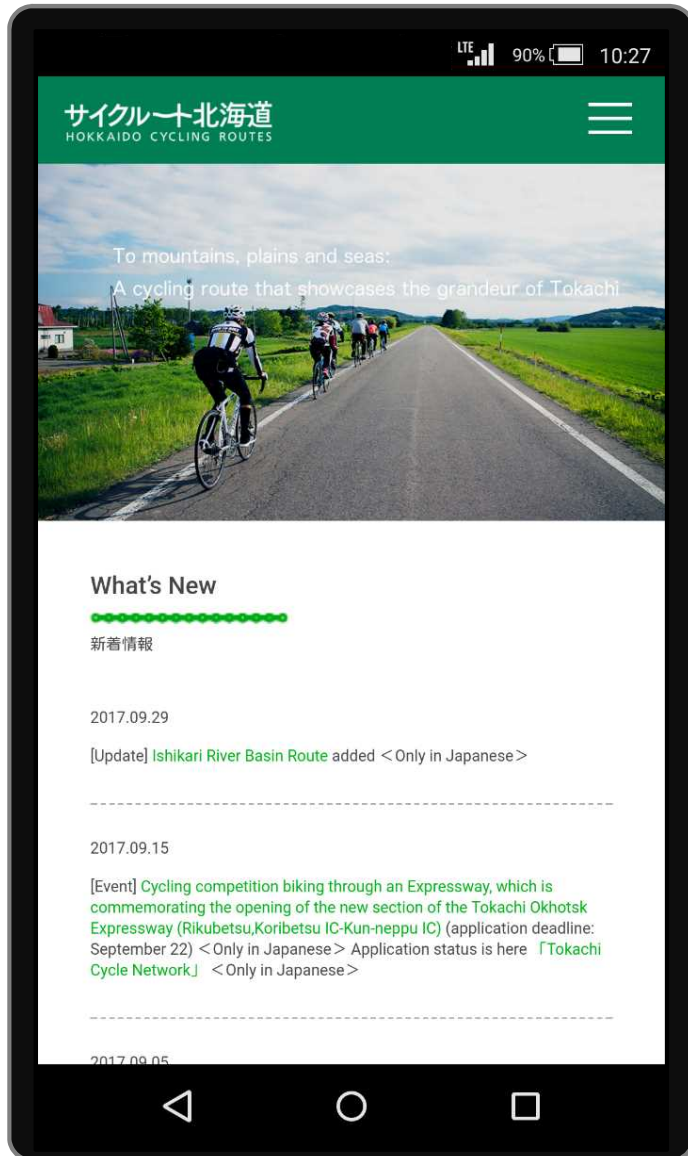 LTE 90% 10:27
サイクルート北海道
HOKKAIDO CYCLING ROUTES
To mountains, plains and seas:
A cycling route that showcases the grandeur of Tokachi
What's New
新着情報
2017.09.29
[Update] Ishikari River Basin Route added ＜Only in Japanese＞
2017.09.15
[Event] Cycling competition biking through an Expressway, which is
commemorating the opening of the new section of the Tokachi Okhotsk
Expressway (Rikubetsu,Koribetsu IC-Kun-neppu IC) (application deadline:
September 22) ＜Only in Japanese＞ Application status is here 「Tokachi
Cycle Network」 ＜Only in Japanese＞
2017.09.05